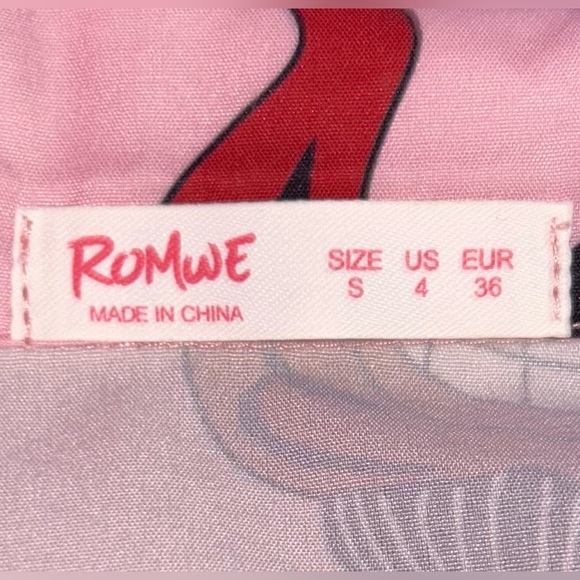 ROMWE
MADE IN CHINA
SIZE US EUR
S 4 36